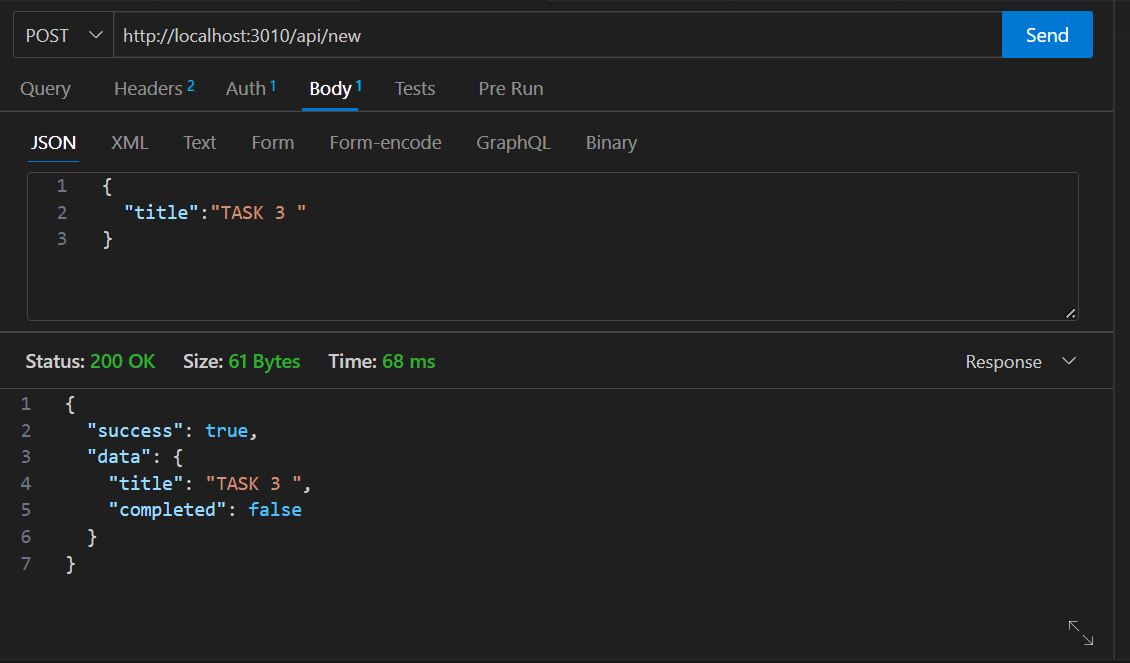 POST http://localhost:3010/api/new Send
Query Headers 2 Auth 1 Body 1 Tests Pre Run
JSON XML Text Form Form-encode GraphQL Binary
1 {
2 "title":"TASK 3 "
3 }
Status: 200 OK Size: 61 Bytes Time: 68 ms Response
1 {
2 "success": true,
3 "data": {
4 "title": "TASK 3 ",
5 "completed": false
6 }
7 }